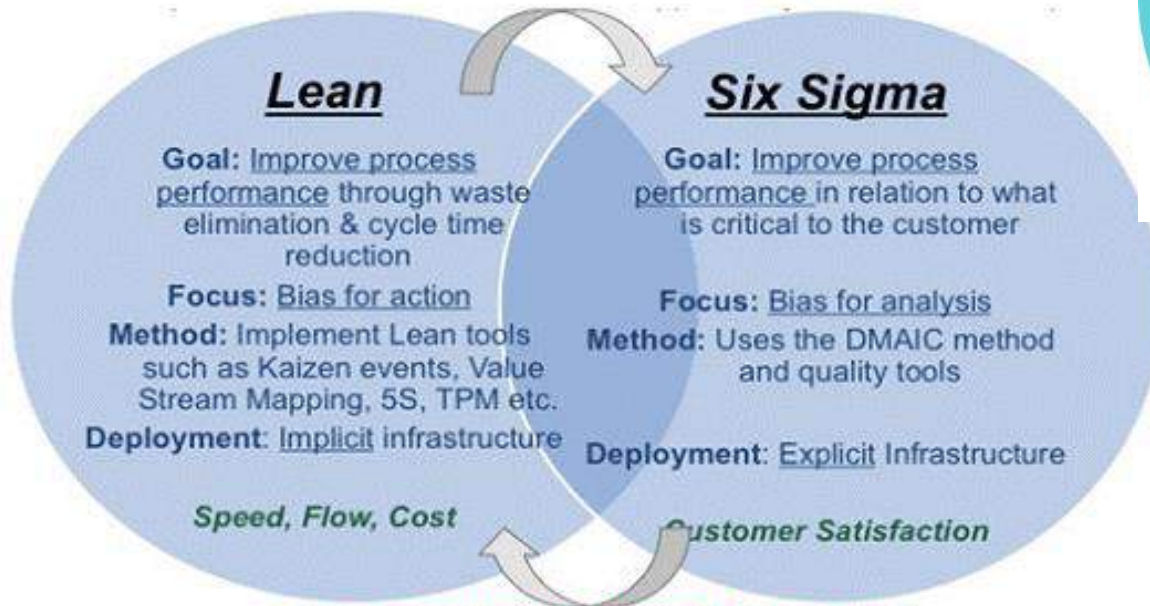 Lean
Goal: Improve process
performance through waste
elimination & cycle time
reduction
Focus: Bias for action
Method: Implement Lean tools
such as Kaizen events, Value
Stream Mapping, 5S, TPM etc.
Deployment: Implicit infrastructure
Speed, Flow, Cost
Six Sigma
Goal: Improve process
performance in relation to what
is critical to the customer
Focus: Bias for analysis
Method: Uses the DMAIC method
and quality tools
Deployment: Explicit Infrastructure
Customer Satisfaction